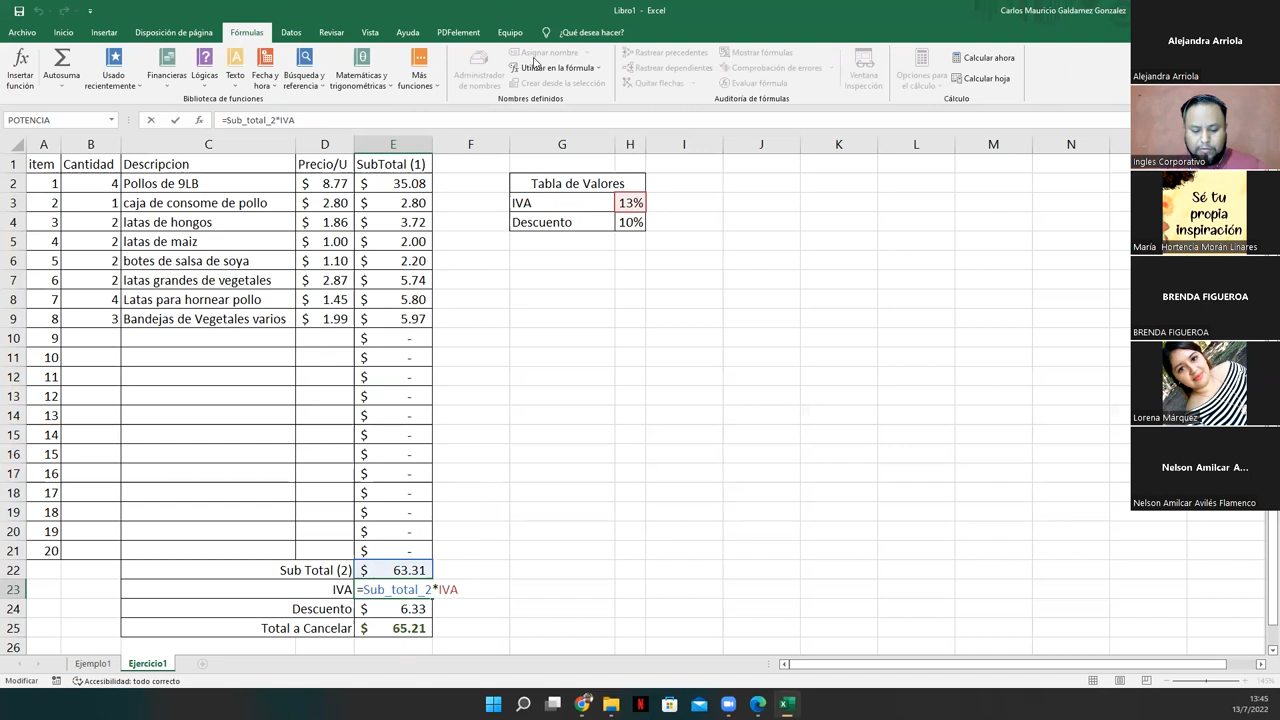 Libro1 - Excel
Carlos Mauricio Galdamez Gonzalez
Archivo Inicio Insertar Fórmulas Disposición de página Datos Revisar Vista Ayuda PDFelement Equipo ¿Qué desea hacer?
Insertar función
Autosuma
Usado recientemente
Financieras
Lógicas
Texto
Fecha y hora
Búsqueda y referencia
Matemáticas y trigonométricas
Más funciones
Biblioteca de funciones
Administrador de nombres
Asignar nombre
Utilizar en la fórmula
Crear desde la selección
Nombres definidos
Rastrear precedentes
Rastrear dependientes
Quitar flechas
Mostrar fórmulas
Comprobación de errores
Evaluar fórmula
Auditoría de fórmulas
Ventana Inspección
Opciones para el cálculo
Calcular ahora
Calcular hoja
Cálculo
POTENCIA fx =Sub_total_2*IVA
A B C D E F G H I J K L M N
1 item Cantidad Descripcion Precio/U SubTotal (1)
2 1 4 Pollos de 9LB $ 8.77 $ 35.08 Tabla de Valores
3 2 1 caja de consome de pollo $ 2.80 $ 2.80 IVA 13%
4 3 2 latas de hongos $ 1.86 $ 3.72 Descuento 10%
5 4 2 latas de maiz $ 1.00 $ 2.00
6 5 2 botes de salsa de soya $ 1.10 $ 2.20
7 6 2 latas grandes de vegetales $ 2.87 $ 5.74
8 7 4 Latas para hornear pollo $ 1.45 $ 5.80
9 8 3 Bandejas de Vegetales varios $ 1.99 $ 5.97
10 9 $ -
11 10 $ -
12 11 $ -
13 12 $ -
14 13 $ -
15 14 $ -
16 15 $ -
17 16 $ -
18 17 $ -
19 18 $ -
20 19 $ -
21 20 $ -
22 Sub Total (2) $ 63.31
23 IVA =Sub_total_2*IVA
24 Descuento $ 6.33
25 Total a Cancelar $ 65.21
26
Ejemplo1 Ejercicio1
Modificar Accesibilidad: todo correcto 145%
13:45
13/7/2022
Alejandra Arriola
Alejandra Arriola
Ingles Corporativo
Sé tu
propia
inspiración
María Hortencia Morán Linares
BRENDA FIGUEROA
BRENDA FIGUEROA
Lorena Márquez
Nelson Amilcar A...
Nelson Amilcar Avilés Flamenco